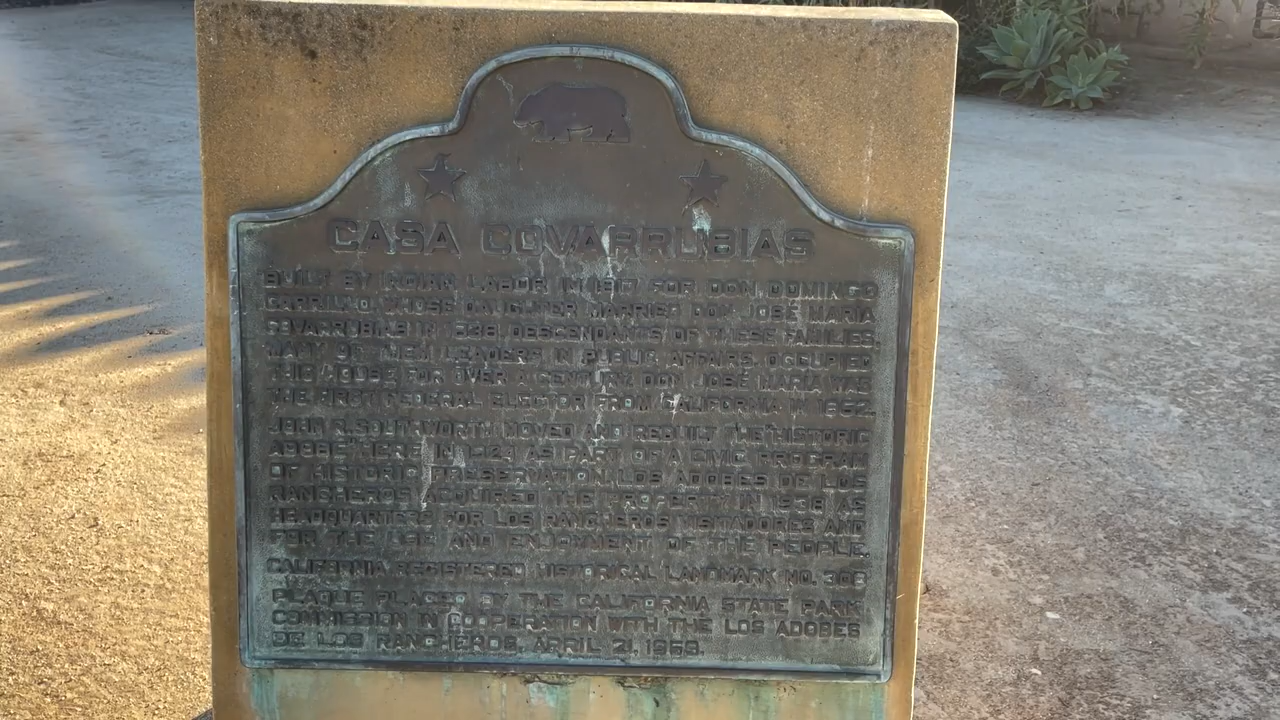 CASA COVARRUBIAS
BUILT BY INDIAN LABOR IN 1817 FOR DON DOMINGO
CARRILLO, WHOSE DAUGHTER MARRIED DON JOSÉ MARIA
COVARRUBIAS IN 1838. DESCENDANTS OF THESE FAMILIES,
MANY OF THEM LEADERS IN PUBLIC AFFAIRS, OCCUPIED
THIS HOUSE FOR OVER A CENTURY. DON JOSÉ MARIA WAS
THE FIRST FEDERAL ELECTOR FROM CALIFORNIA IN 1852.
JOHN R. SOUTHWORTH MOVED AND REBUILT THE "HISTORIC
ADOBE" HERE IN 1924 AS PART OF A CIVIC PROGRAM
OF HISTORIC PRESERVATION. LOS ADOBES DE LOS
RANCHEROS ACQUIRED THE PROPERTY IN 1938 AS
HEADQUARTERS FOR LOS RANCHEROS VISITADORES AND
FOR THE USE AND ENJOYMENT OF THE PEOPLE.
CALIFORNIA REGISTERED HISTORICAL LANDMARK NO. 308
PLAQUE PLACED BY THE CALIFORNIA STATE PARK
COMMISSION IN COOPERATION WITH THE LOS ADOBES
DE LOS RANCHEROS, APRIL 21,